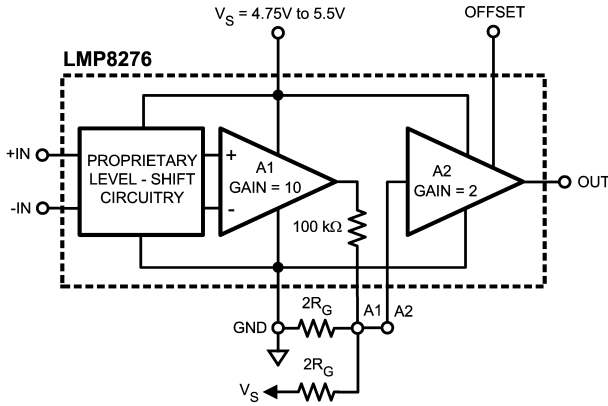 V_S = 4.75V to 5.5V
OFFSET
LMP8276
+IN
-IN
PROPRIETARY
LEVEL - SHIFT
CIRCUITRY
+
-
A1
GAIN = 10
A2
GAIN = 2
OUT
100 kΩ
GND
2R_G
A1
A2
2R_G
V_S